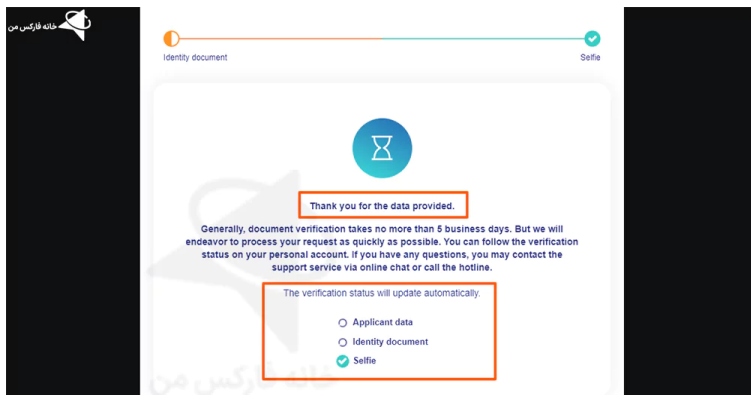 خانه فارکس من
Identity document
Selfie
Thank you for the data provided.
Generally, document verification takes no more than 5 business days. But we will
endeavor to process your request as quickly as possible. You can follow the verification
status on your personal account. If you have any questions, you may contact the
support service via online chat or call the hotline.
The verification status will update automatically.
Applicant data
Identity document
Selfie
خانه فارکس من